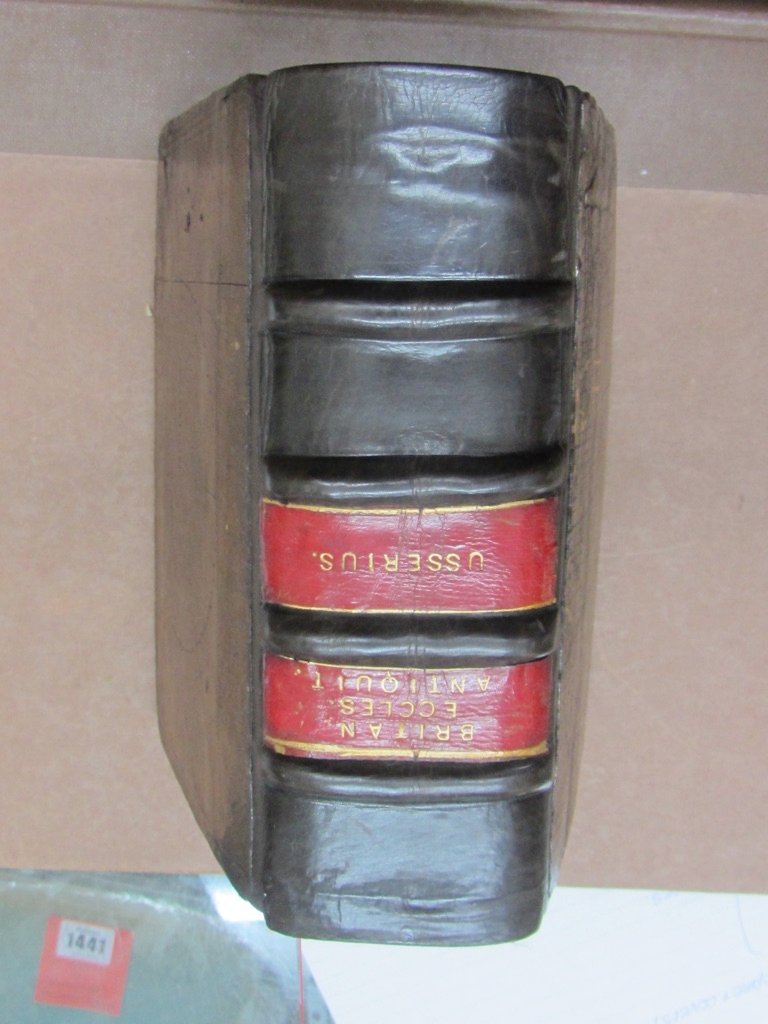 BRITAN
ECCLES.
ANTIQUIT.
USSERIUS.
1441